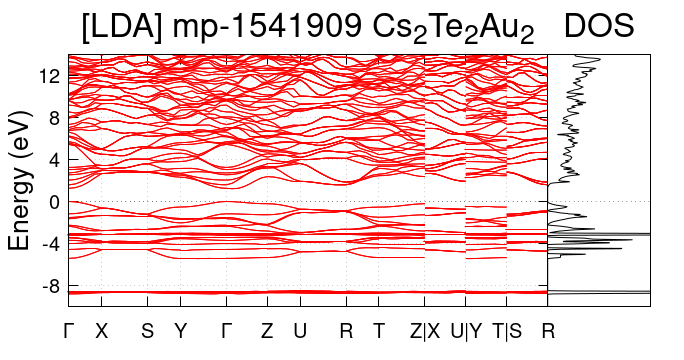 [LDA] mp-1541909 Cs₂Te₂Au₂ DOS
Energy (eV)
12
8
4
0
-4
-8
Γ X S Y Γ Z U R T Z|X U|Y T|S R